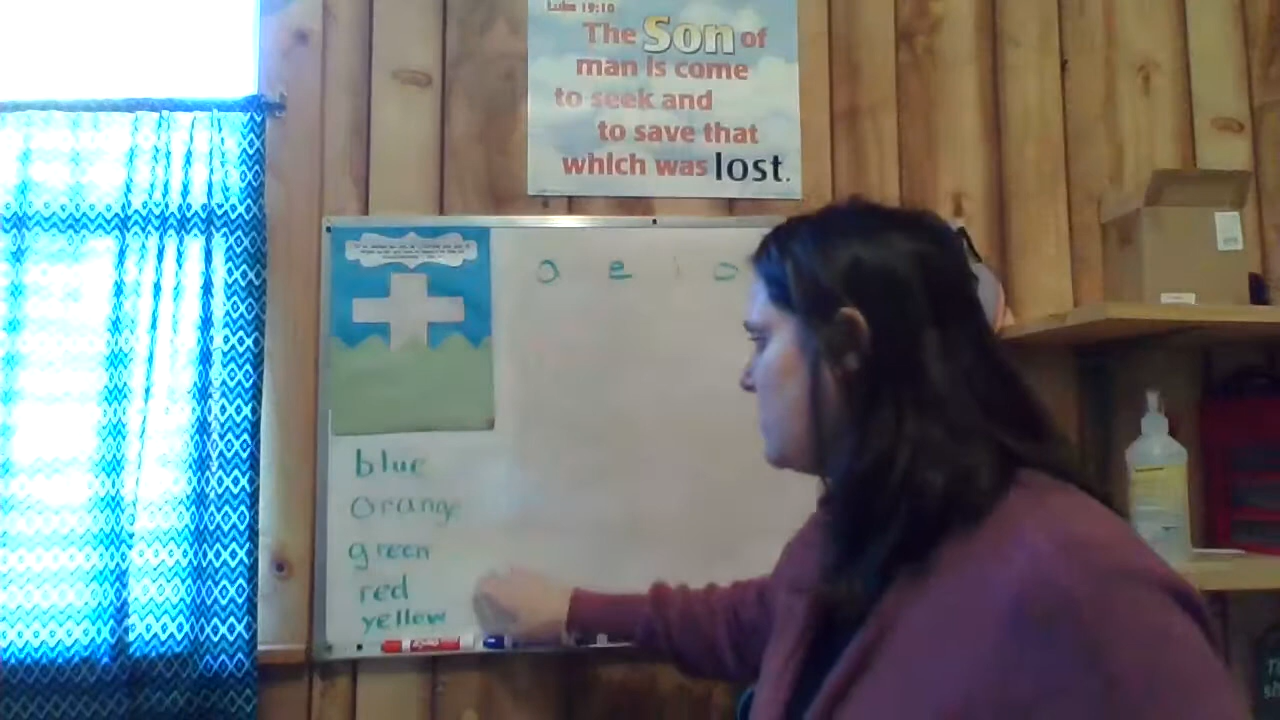 Luke 19:10
The Son of
man is come
to seek and
to save that
which was lost.
a e i o
blue
Orange
green
red
yellow
EXPO